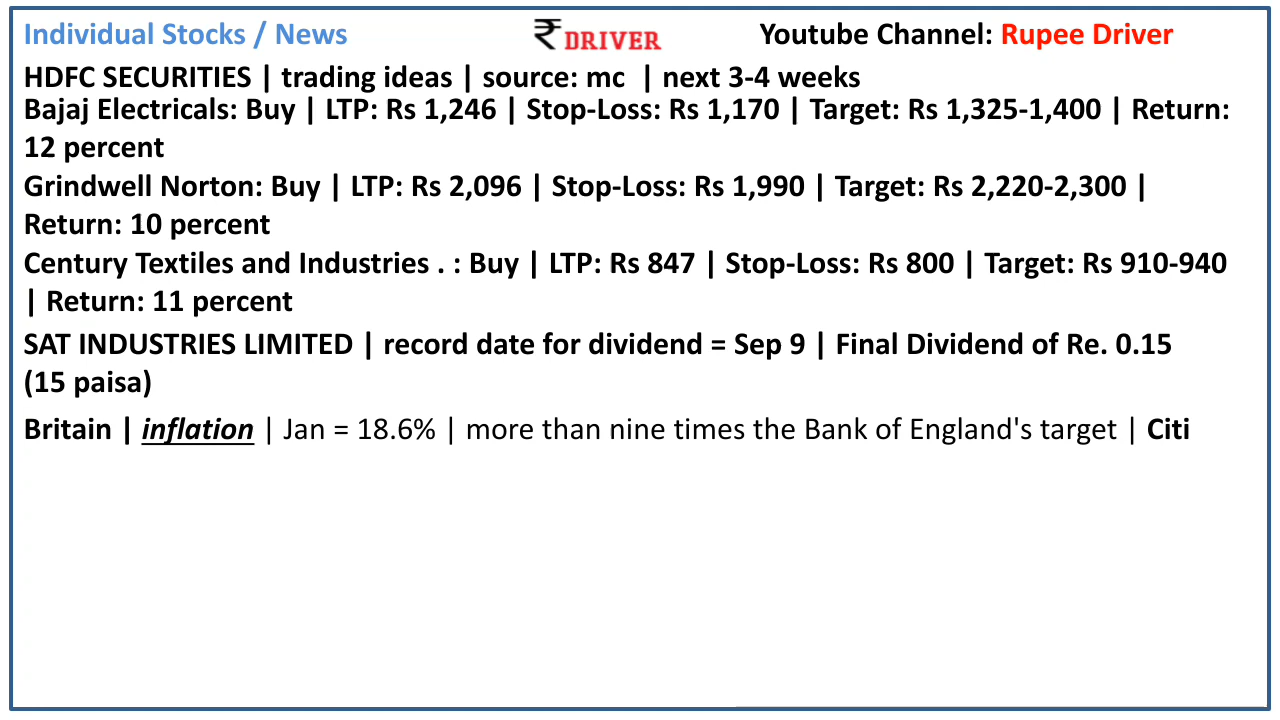 Individual Stocks / News ₹ DRIVER Youtube Channel: Rupee Driver
HDFC SECURITIES | trading ideas | source: mc | next 3-4 weeks
Bajaj Electricals: Buy | LTP: Rs 1,246 | Stop-Loss: Rs 1,170 | Target: Rs 1,325-1,400 | Return:
12 percent
Grindwell Norton: Buy | LTP: Rs 2,096 | Stop-Loss: Rs 1,990 | Target: Rs 2,220-2,300 |
Return: 10 percent
Century Textiles and Industries . : Buy | LTP: Rs 847 | Stop-Loss: Rs 800 | Target: Rs 910-940
| Return: 11 percent
SAT INDUSTRIES LIMITED | record date for dividend = Sep 9 | Final Dividend of Re. 0.15
(15 paisa)
Britain | inflation | Jan = 18.6% | more than nine times the Bank of England's target | Citi